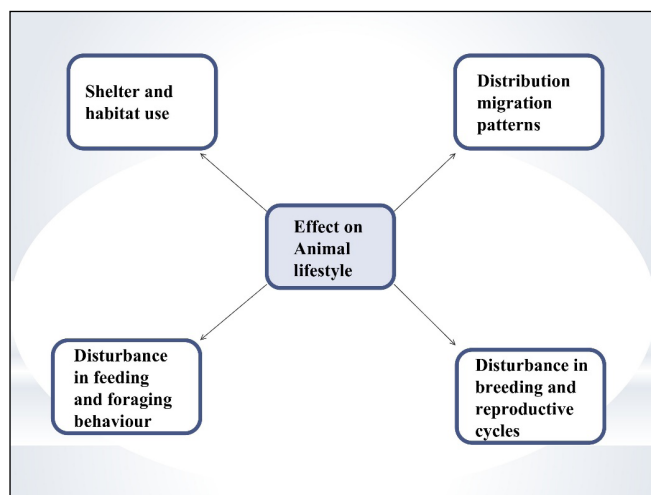 Shelter and
habitat use
Distribution
migration
patterns
Effect on
Animal
lifestyle
Disturbance
in feeding
and foraging
behaviour
Disturbance in
breeding and
reproductive
cycles